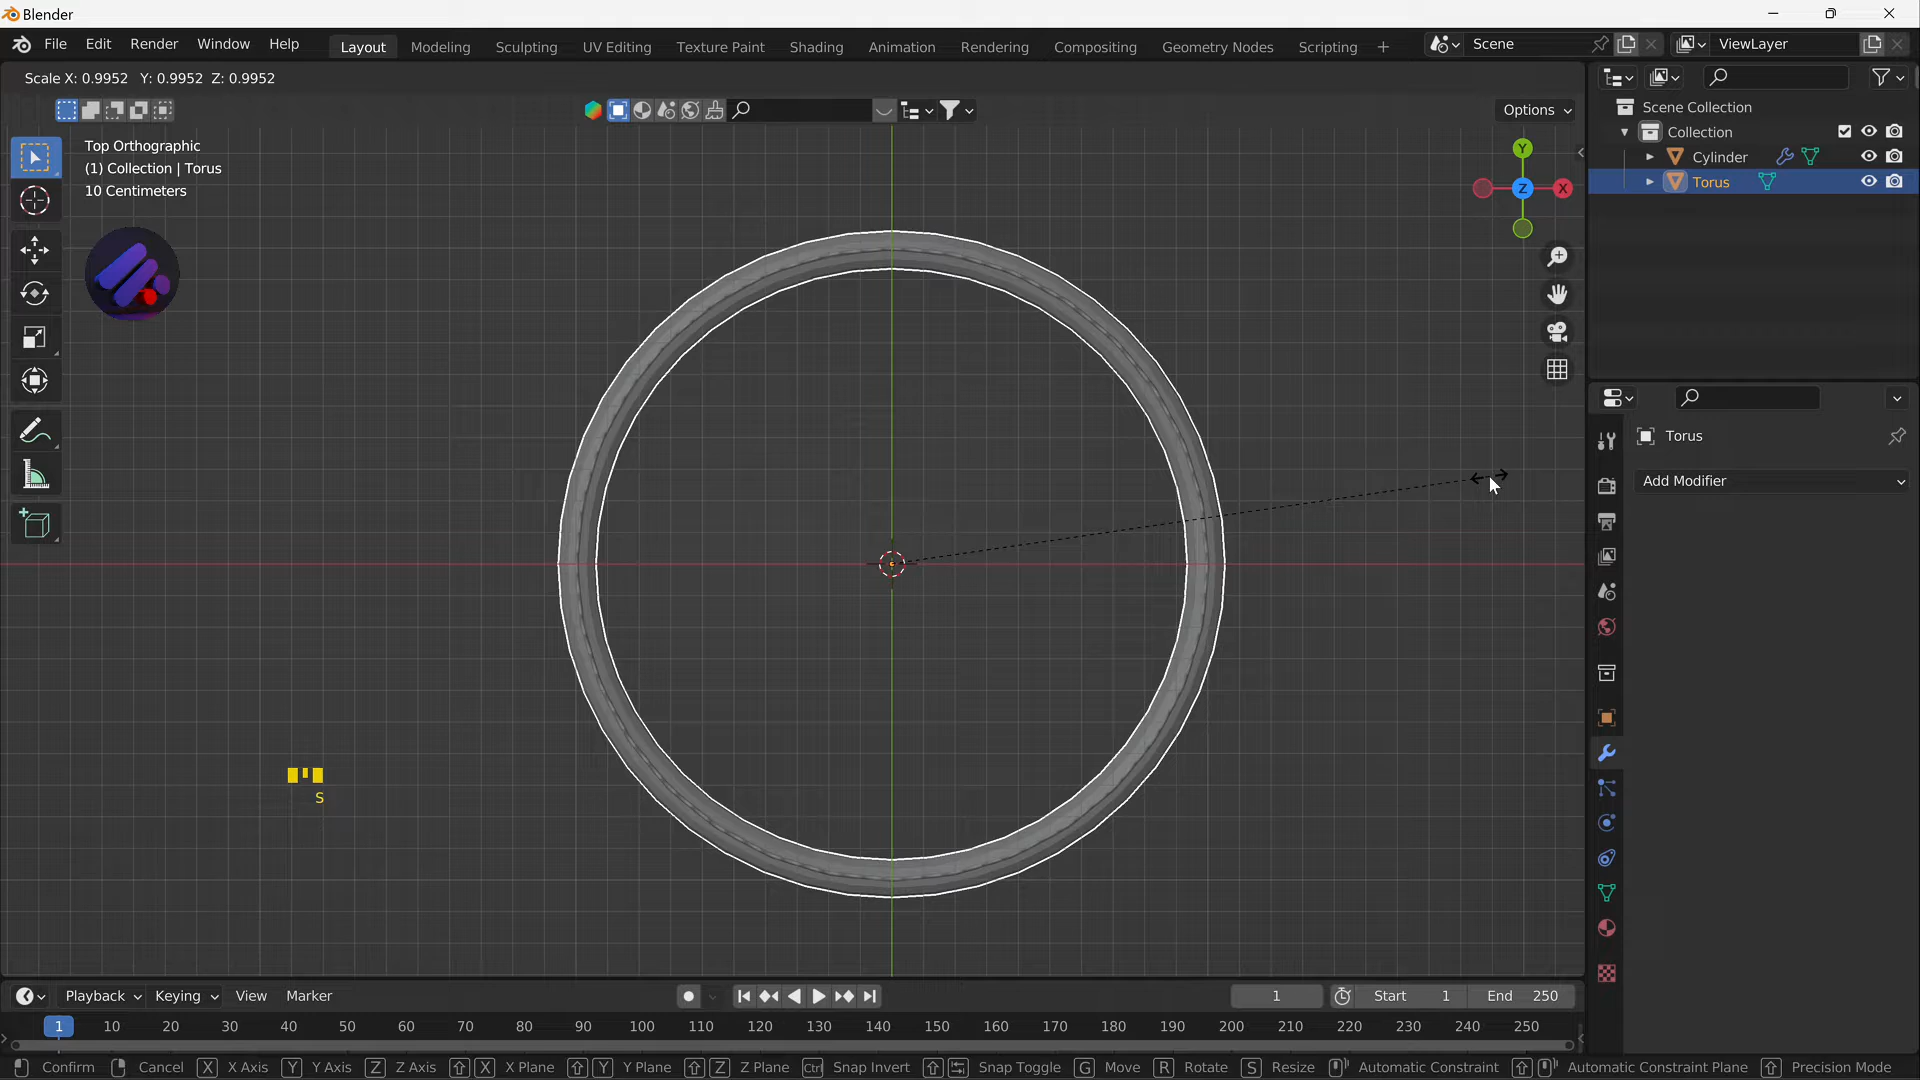 Blender
File Edit Render Window Help Layout Modeling Sculpting UV Editing Texture Paint Shading Animation Rendering Compositing Geometry Nodes Scripting + Scene ViewLayer
Scale X: 0.9952 Y: 0.9952 Z: 0.9952
Options
Scene Collection
Collection
Cylinder
Torus
Top Orthographic
(1) Collection | Torus
10 Centimeters
Y
Z X
Torus
Add Modifier
S
Playback Keying View Marker 1 Start 1 End 250
1 10 20 30 40 50 60 70 80 90 100 110 120 130 140 150 160 170 180 190 200 210 220 230 240 250
Confirm Cancel X X Axis Y Y Axis Z Z Axis X X Plane Y Y Plane Z Z Plane Ctrl Snap Invert Snap Toggle G Move R Rotate S Resize Automatic Constraint Automatic Constraint Plane Precision Mode